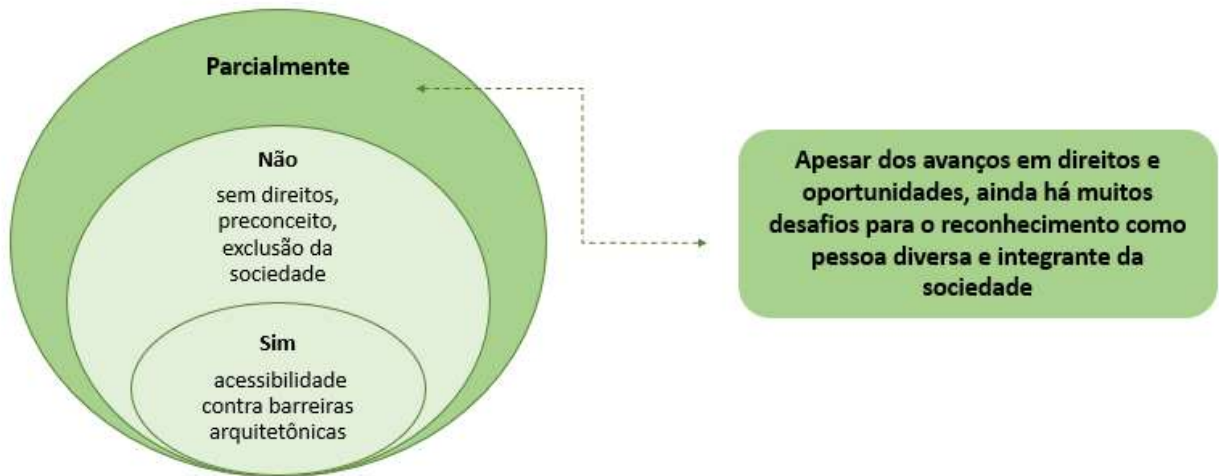 Parcialmente
Não
sem direitos,
preconceito,
exclusão da
sociedade
Sim
acessibilidade
contra barreiras
arquitetônicas
Apesar dos avanços em direitos e
oportunidades, ainda há muitos
desafios para o reconhecimento como
pessoa diversa e integrante da
sociedade